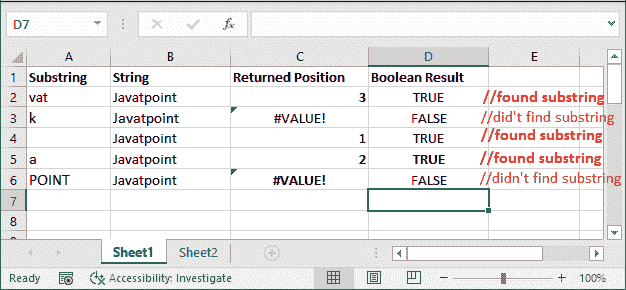 D7
fx
A B C D E
1 Substring String Returned Position Boolean Result
2 vat Javatpoint 3 TRUE //found substring
3 k Javatpoint #VALUE! FALSE //did't find substring
4 Javatpoint 1 TRUE //found substring
5 a Javatpoint 2 TRUE //found substring
6 POINT Javatpoint #VALUE! FALSE //didn't find substring
7
8
Sheet1 Sheet2
Ready Accessibility: Investigate 100%